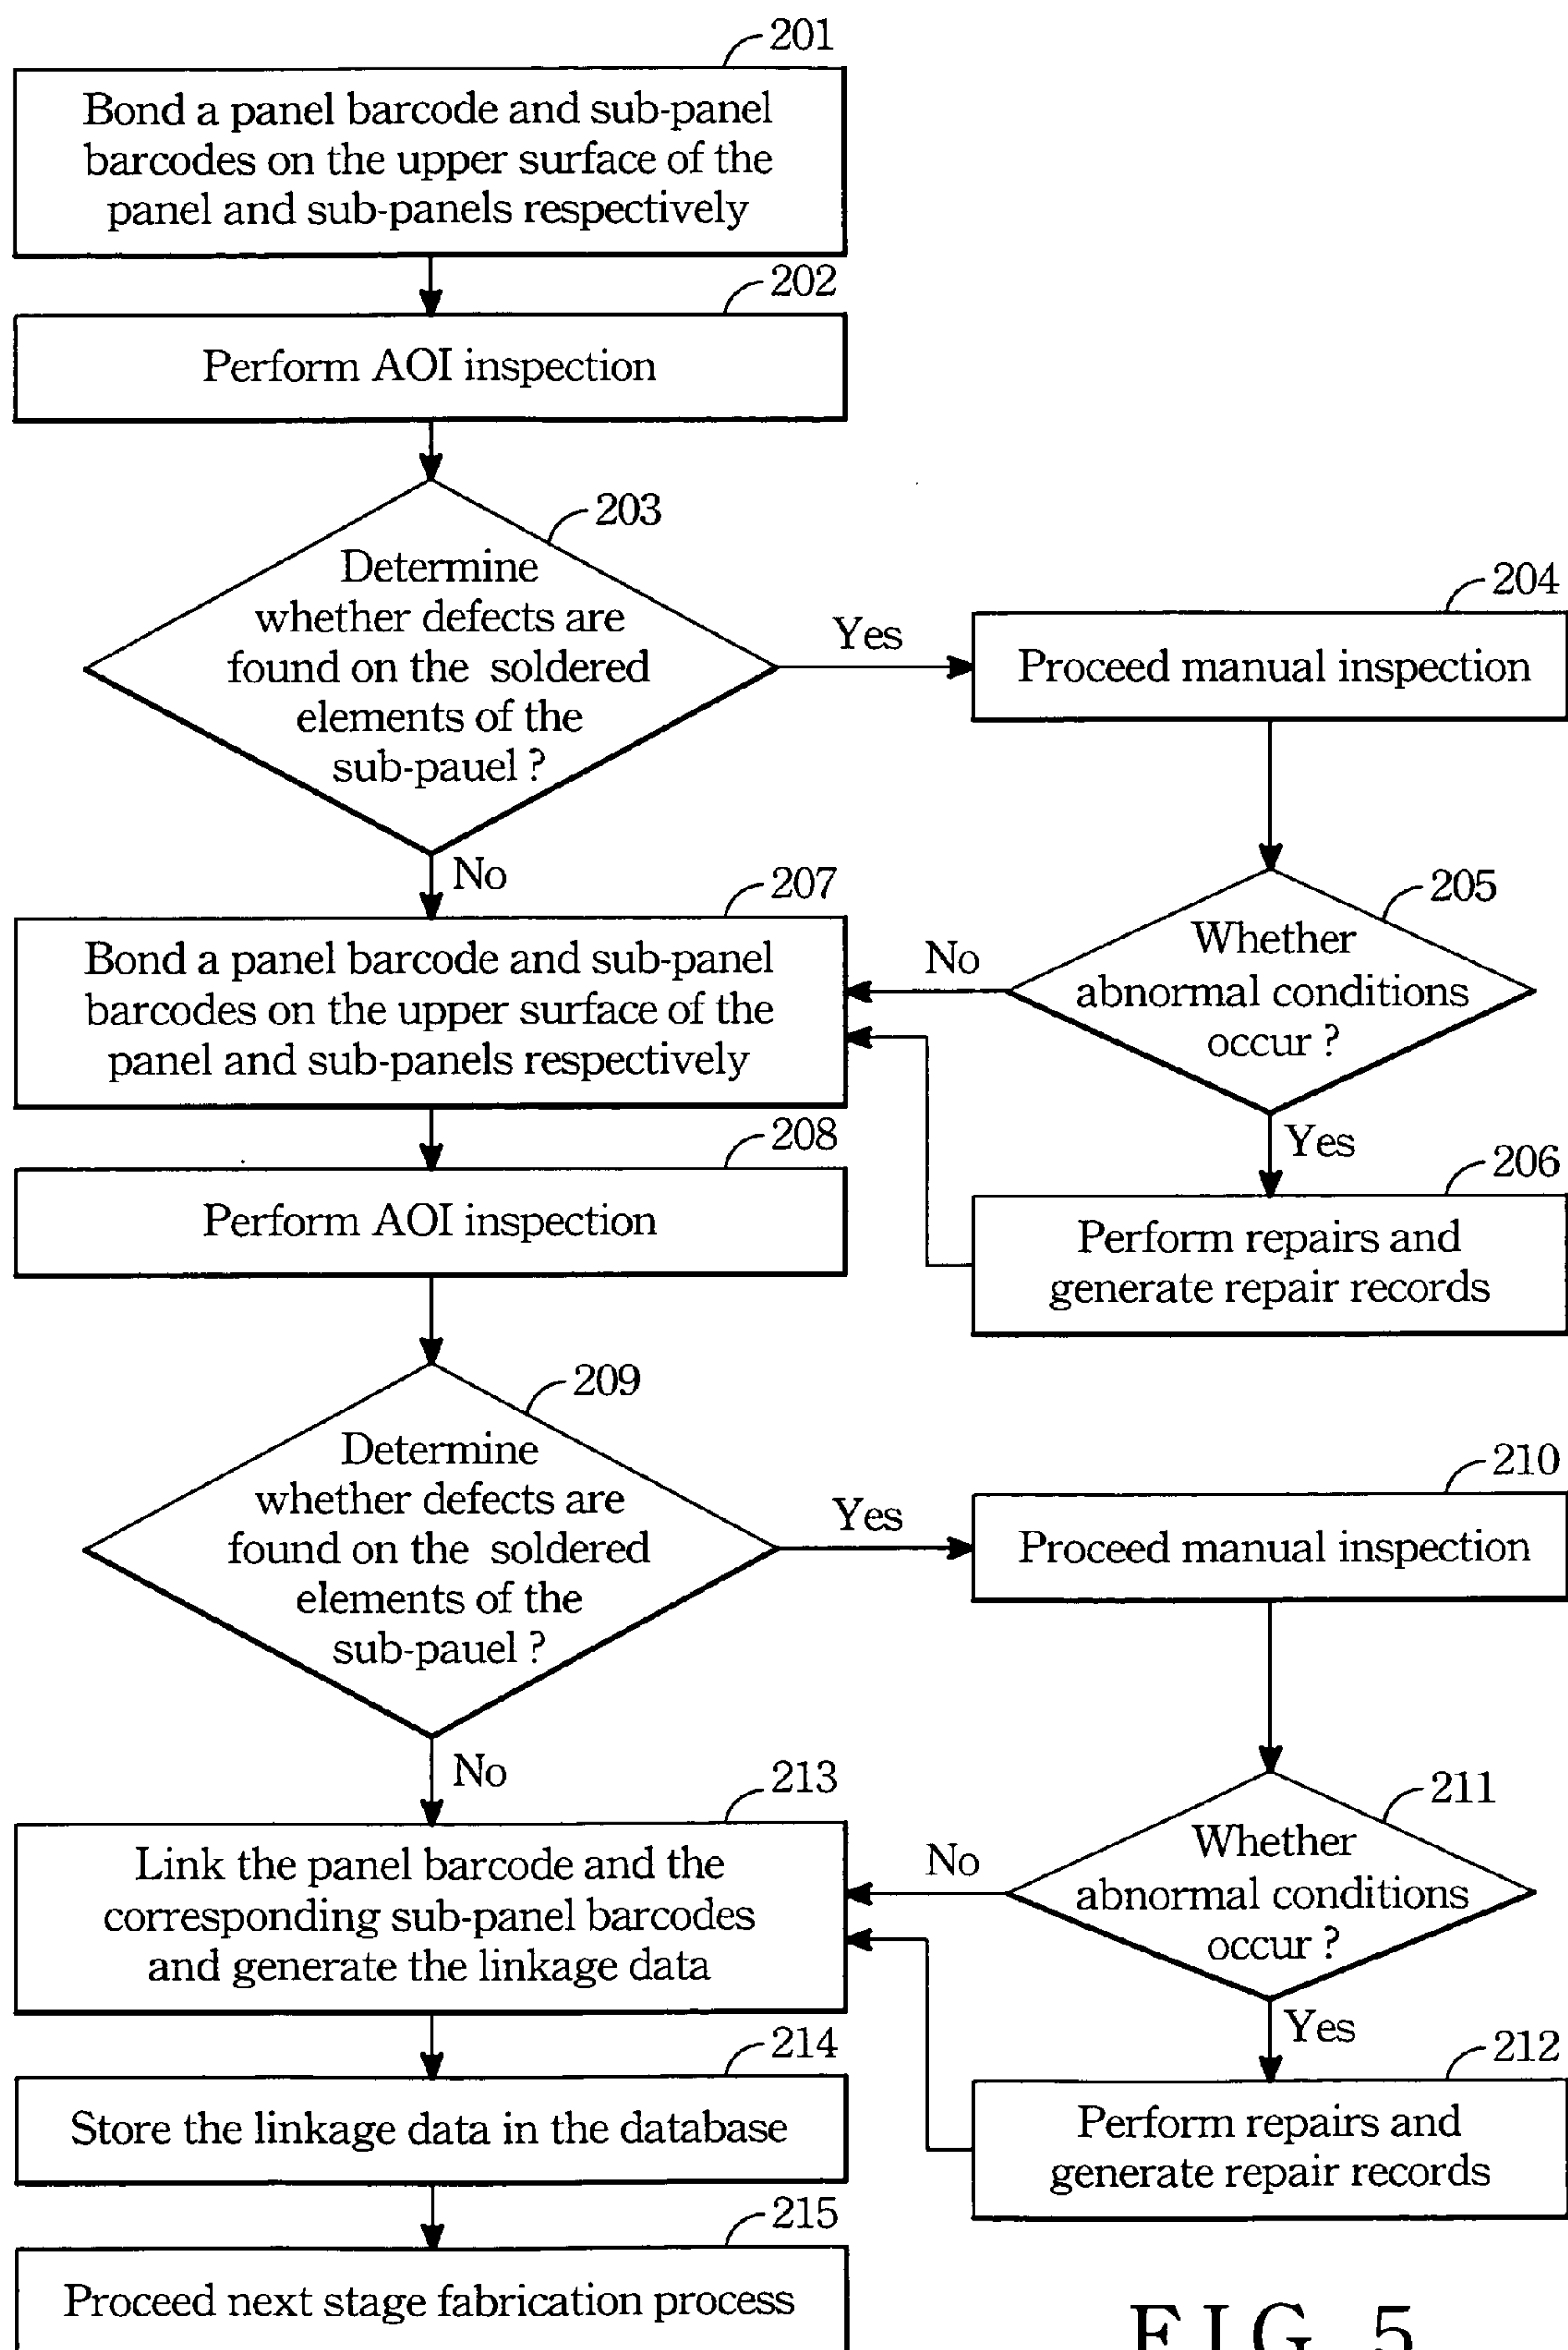 201
Bond a panel barcode and sub-panel
barcodes on the upper surface of the
panel and sub-panels respectively
202
Perform AOI inspection
203
Determine
whether defects are
found on the soldered
elements of the
sub-pauel ?
Yes
No
204
Proceed manual inspection
205
Whether
abnormal conditions
occur ?
No
Yes
206
Perform repairs and
generate repair records
207
Bond a panel barcode and sub-panel
barcodes on the upper surface of the
panel and sub-panels respectively
208
Perform AOI inspection
209
Determine
whether defects are
found on the soldered
elements of the
sub-pauel ?
Yes
No
210
Proceed manual inspection
211
Whether
abnormal conditions
occur ?
No
Yes
212
Perform repairs and
generate repair records
213
Link the panel barcode and the
corresponding sub-panel barcodes
and generate the linkage data
214
Store the linkage data in the database
215
Proceed next stage fabrication process
FIG. 5